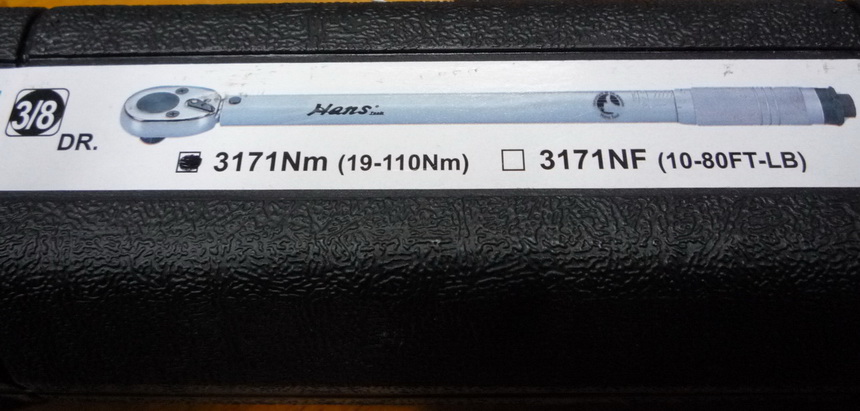 3/8
DR.
Hans
3171Nm (19-110Nm)
3171NF (10-80FT-LB)